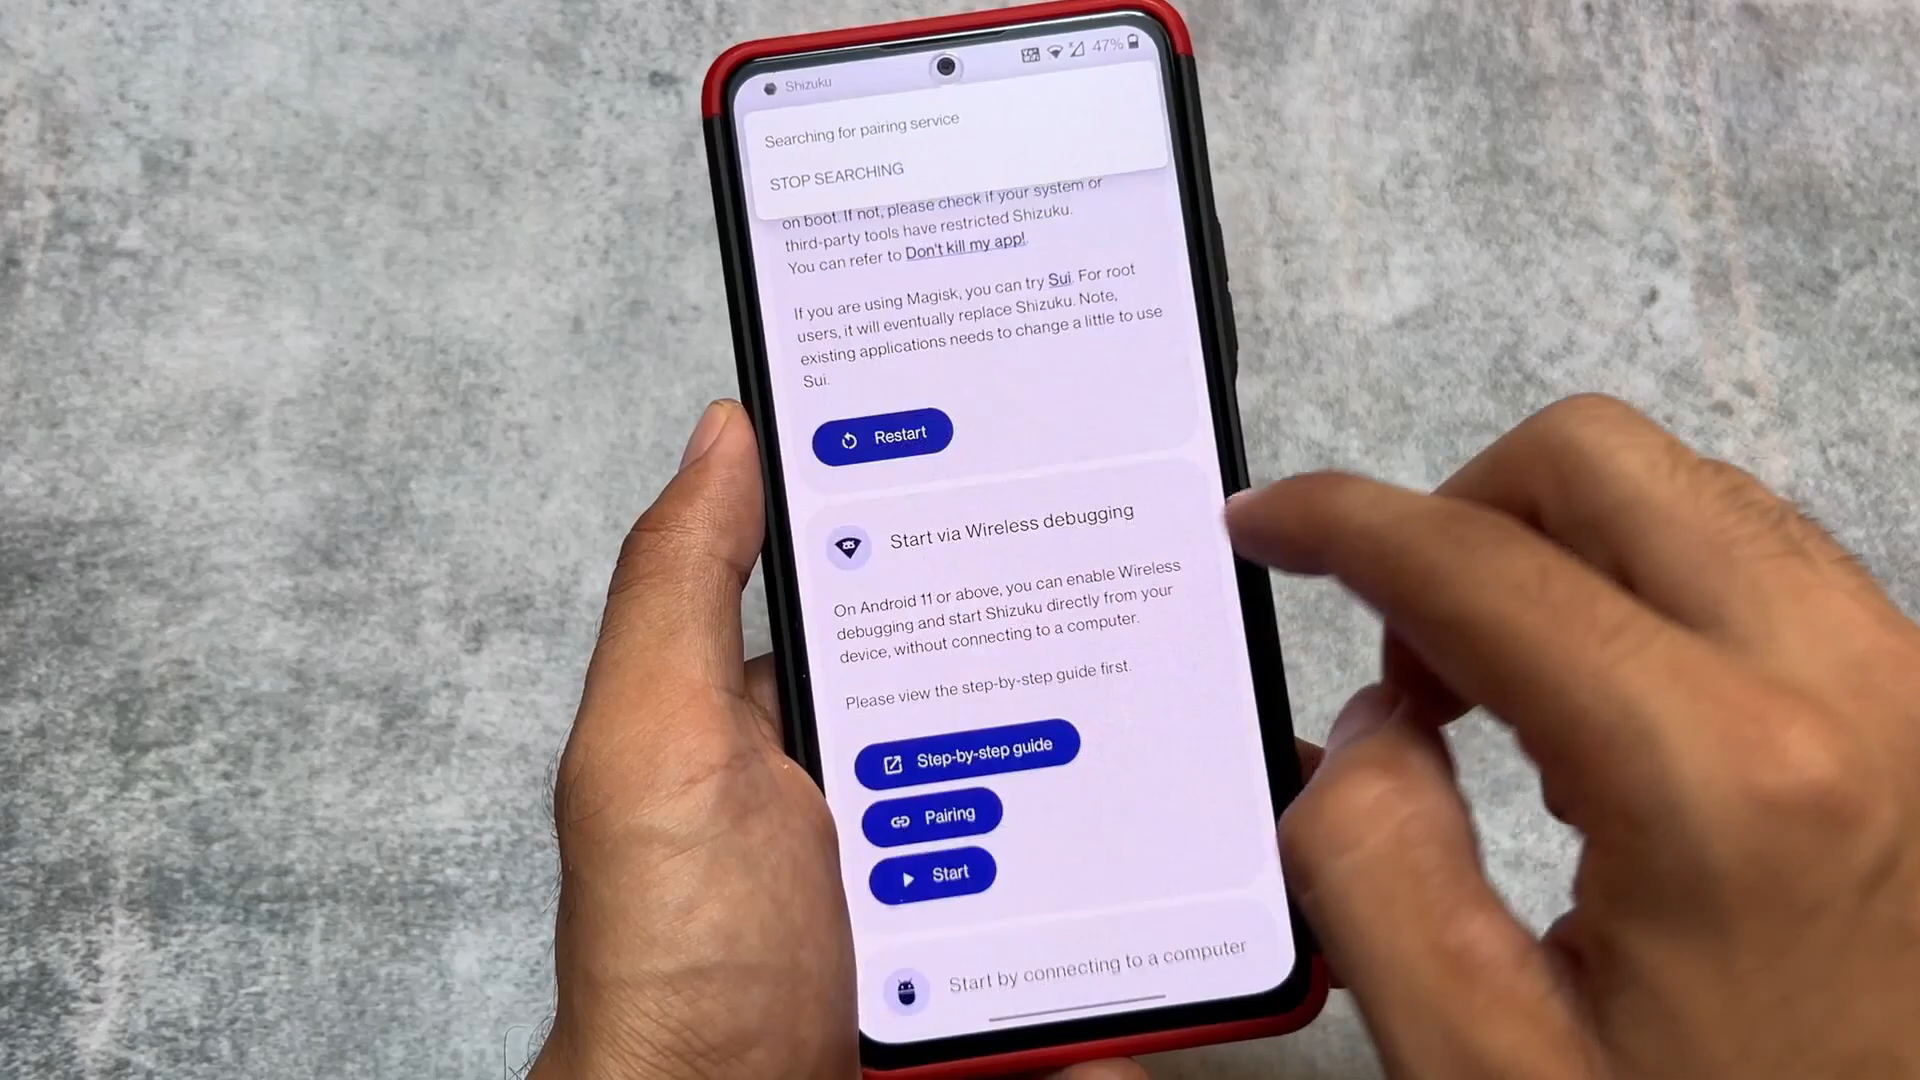 Shizuku
47%
Searching for pairing service
STOP SEARCHING
on boot. If not, please check if your system or
third-party tools have restricted Shizuku.
You can refer to Don't kill my app!.
If you are using Magisk, you can try Sui. For root
users, it will eventually replace Shizuku. Note,
existing applications needs to change a little to use
Sui.
Restart
Start via Wireless debugging
On Android 11 or above, you can enable Wireless
debugging and start Shizuku directly from your
device, without connecting to a computer.
Please view the step-by-step guide first.
Step-by-step guide
Pairing
Start
Start by connecting to a computer